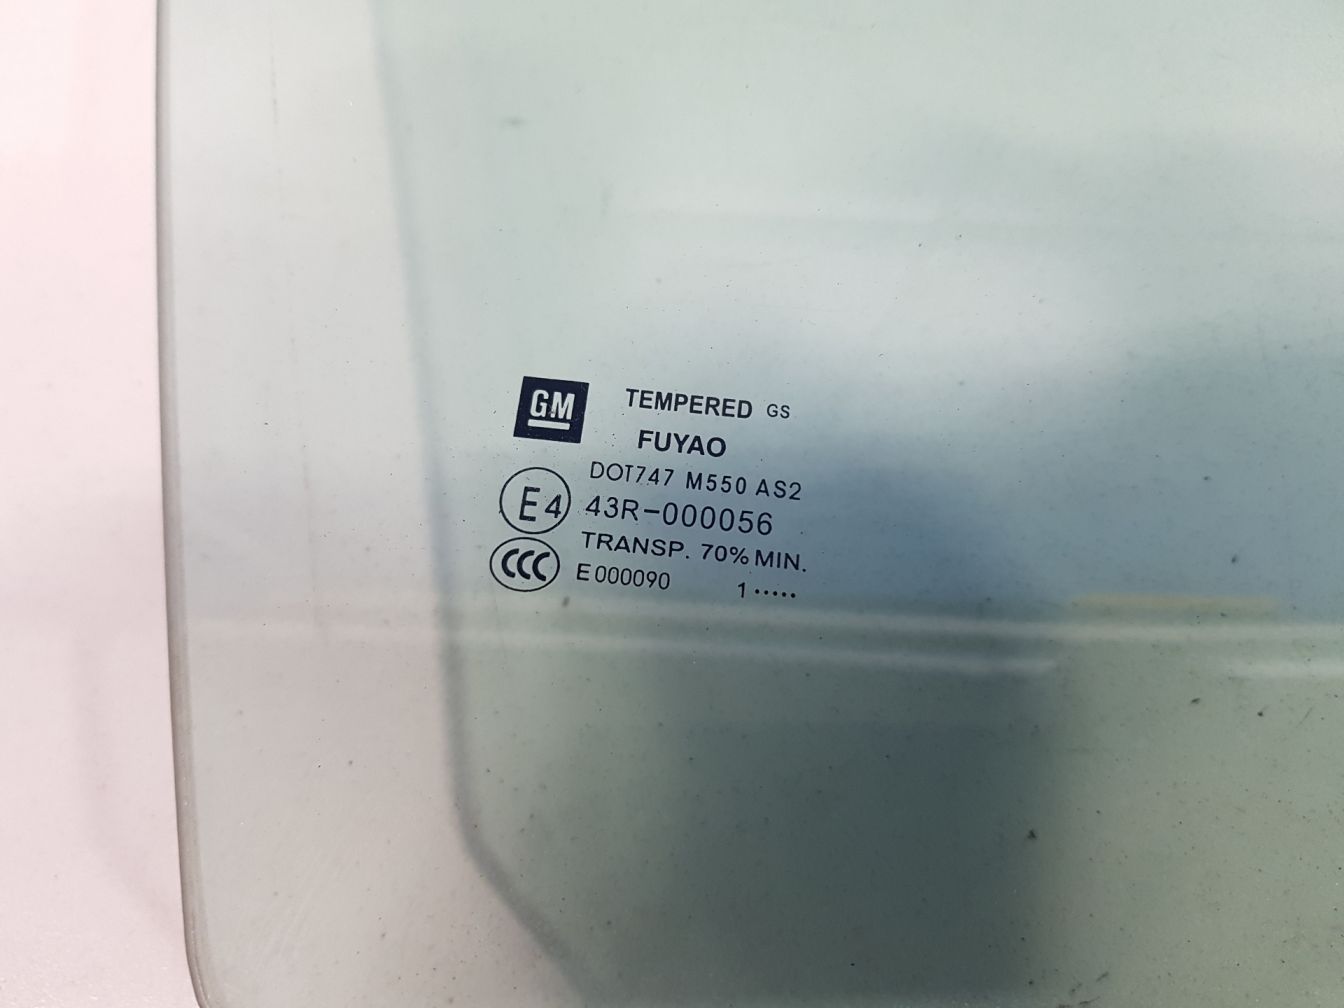 GM
TEMPERED GS
FUYAO
DOT747 M550 AS2
E4 43R-000056
TRANSP. 70% MIN.
CCC E000090 1•••••